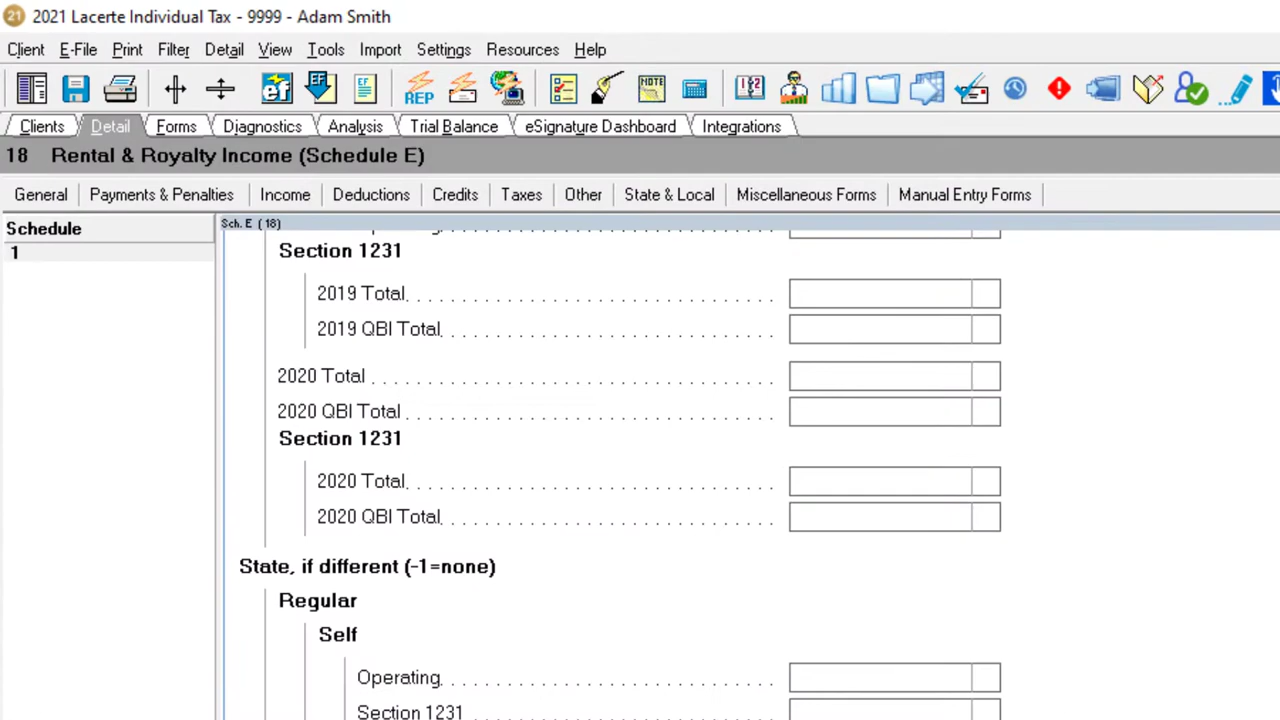 21 2021 Lacerte Individual Tax - 9999 - Adam Smith
Client E-File Print Filter Detail View Tools Import Settings Resources Help
ef EF EF REP NOTE
Clients Detail Forms Diagnostics Analysis Trial Balance eSignature Dashboard Integrations
18 Rental & Royalty Income (Schedule E)
General Payments & Penalties Income Deductions Credits Taxes Other State & Local Miscellaneous Forms Manual Entry Forms
Schedule
Sch. E (18)
1
Section 1231
2019 Total
2019 QBI Total
2020 Total
2020 QBI Total
Section 1231
2020 Total
2020 QBI Total
State, if different (-1=none)
Regular
Self
Operating
Section 1231